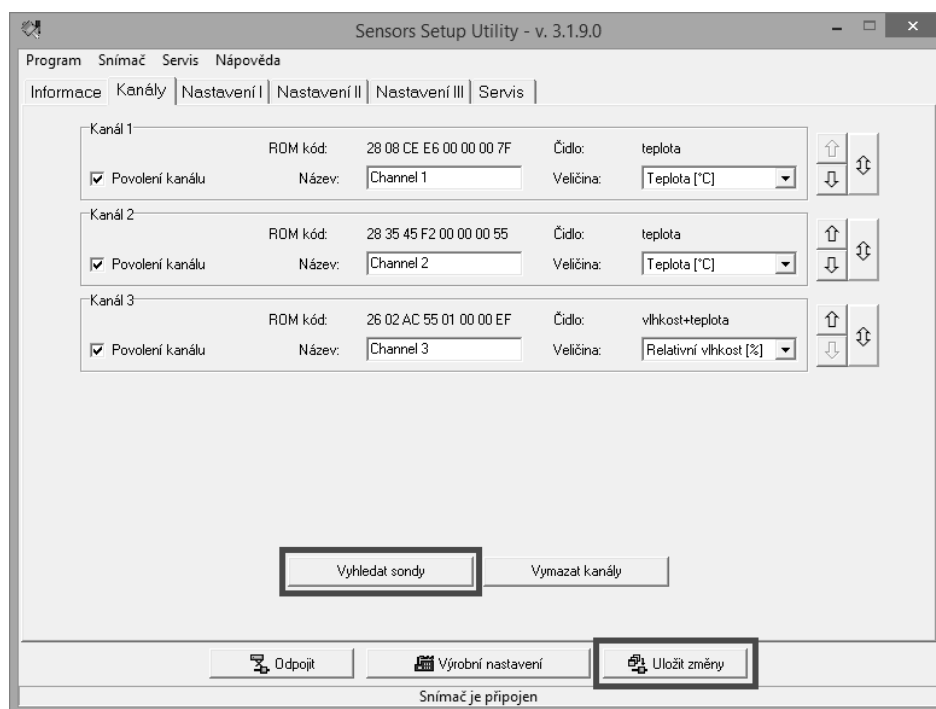 Sensors Setup Utility - v. 3.1.9.0
Program Snímač Servis Nápověda
Informace Kanály Nastavení I Nastavení II Nastavení III Servis
Kanál 1
ROM kód: 28 08 CE E6 00 00 00 7F Čidlo: teplota
Povolení kanálu Název: Channel 1 Veličina: Teplota [°C]
Kanál 2
ROM kód: 28 35 45 F2 00 00 00 55 Čidlo: teplota
Povolení kanálu Název: Channel 2 Veličina: Teplota [°C]
Kanál 3
ROM kód: 26 02 AC 55 01 00 00 EF Čidlo: vlhkost+teplota
Povolení kanálu Název: Channel 3 Veličina: Relativní vlhkost [%]
Vyhledat sondy Vymazat kanály
Odpojit Výrobní nastavení Uložit změny
Snímač je připojen